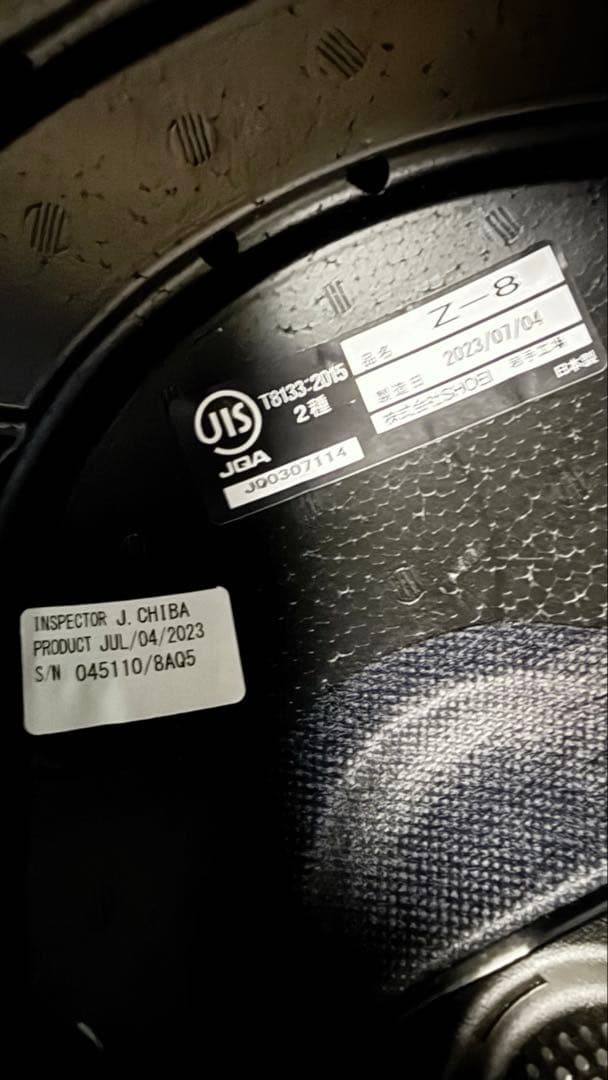 JIS
T8133:2015
2種
JQA
JQ0307114
品名 Z-8
製造日 2023/07/04
株式会社SHOEI 岩手工場
日本製
INSPECTOR J. CHIBA
PRODUCT JUL/04/2023
S/N 045110/8AQ5